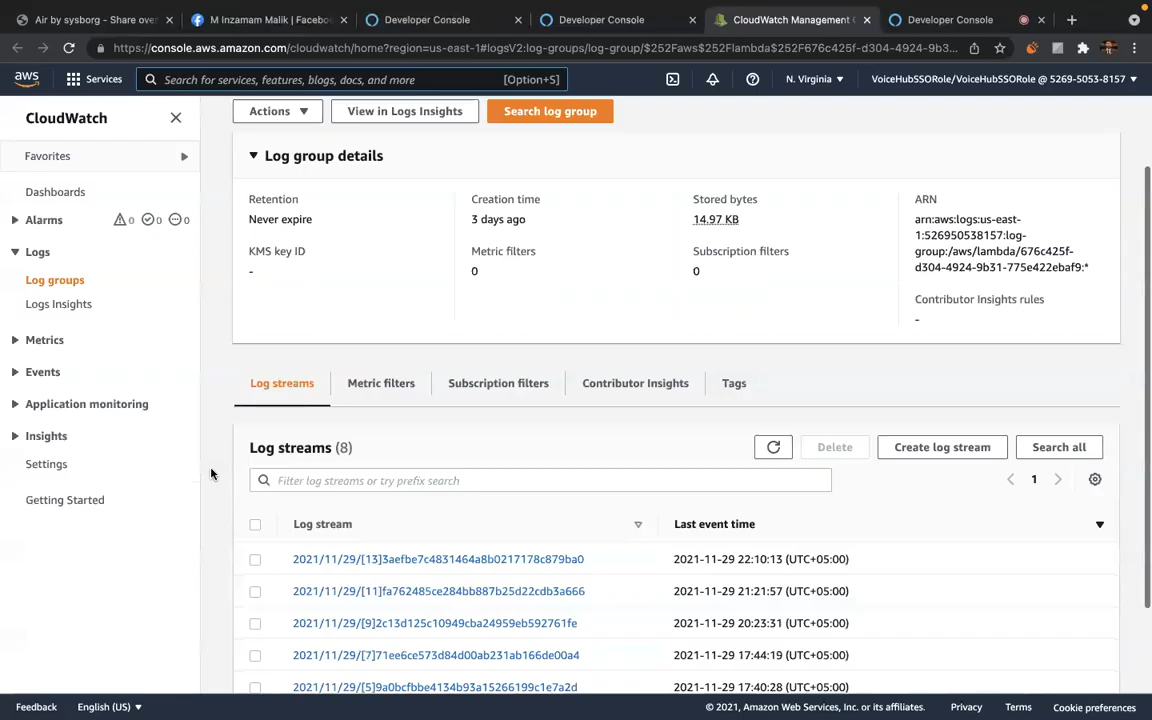 Air by sysborg - Share over
M Inzamam Malik | Facebo
Developer Console
Developer Console
CloudWatch Management C
Developer Console
https://console.aws.amazon.com/cloudwatch/home?region=us-east-1#logsV2:log-groups/log-group/$252Faws$252Flambda$252F676c425f-d304-4924-9b3...
aws
Services
Search for services, features, blogs, docs, and more
[Option+S]
N. Virginia
VoiceHubSSORole/VoiceHubSSORole @ 5269-5053-8157
CloudWatch
Favorites
Dashboards
Alarms
0
0
0
Logs
Log groups
Logs Insights
Metrics
Events
Application monitoring
Insights
Settings
Getting Started
Actions
View in Logs Insights
Search log group
Log group details
Retention
Never expire
KMS key ID
-
Creation time
3 days ago
Metric filters
0
Stored bytes
14.97 KB
Subscription filters
0
ARN
arn:aws:logs:us-east-
1:526950538157:log-
group:/aws/lambda/676c425f-
d304-4924-9b31-775e422ebaf9:*
Contributor Insights rules
-
Log streams
Metric filters
Subscription filters
Contributor Insights
Tags
Log streams (8)
Delete
Create log stream
Search all
Filter log streams or try prefix search
1
Log stream
Last event time
2021/11/29/[13]3aefbe7c4831464a8b0217178c879ba0
2021-11-29 22:10:13 (UTC+05:00)
2021/11/29/[11]fa762485ce284bb887b25d22cdb3a666
2021-11-29 21:21:57 (UTC+05:00)
2021/11/29/[9]2c13d125c10949cba24959eb592761fe
2021-11-29 20:23:31 (UTC+05:00)
2021/11/29/[7]71ee6ce573d84d00ab231ab166de00a4
2021-11-29 17:44:19 (UTC+05:00)
2021/11/29/[5]9a0bcfbbe4134b93a15266199c1e7a2d
2021-11-29 17:40:28 (UTC+05:00)
Feedback
English (US)
© 2021, Amazon Web Services, Inc. or its affiliates.
Privacy
Terms
Cookie preferences